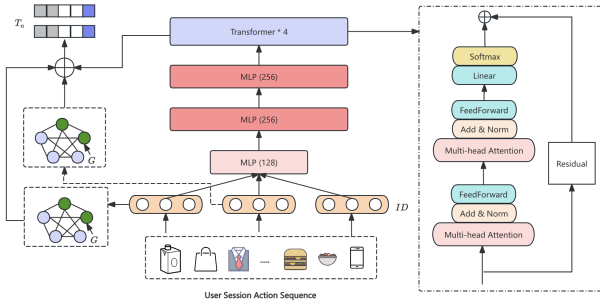 T_n
Transformer * 4
MLP (256)
MLP (256)
MLP (128)
G
G
ID
......
User Session Action Sequence
Softmax
Linear
FeedForward
Add & Norm
Multi-head Attention
Residual
FeedForward
Add & Norm
Multi-head Attention